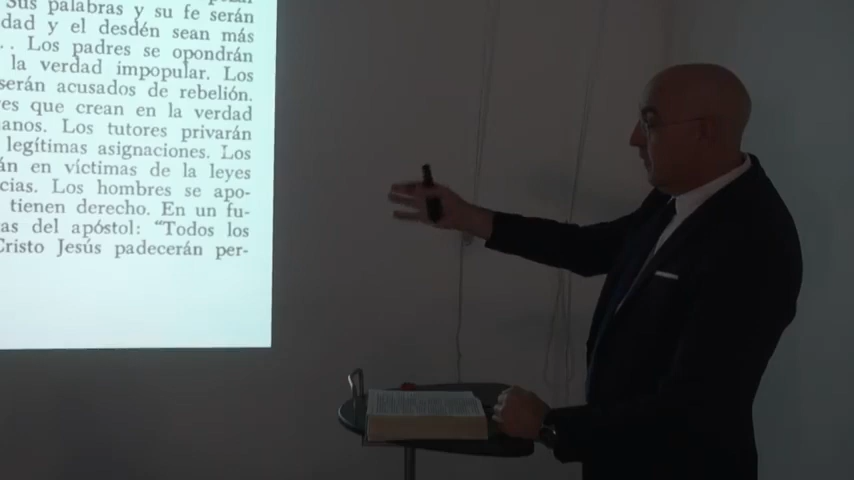 Sus palabras y su fe serán
dad y el desdén sean más
. . Los padres se opondrán
la verdad impopular. Los
serán acusados de rebelión.
es que crean en la verdad
anos. Los tutores privarán
legítimas asignaciones. Los
án en víctimas de la leyes
cias. Los hombres se apo-
tienen derecho. En un fu-
as del apóstol: “Todos los
Cristo Jesús padecerán per-